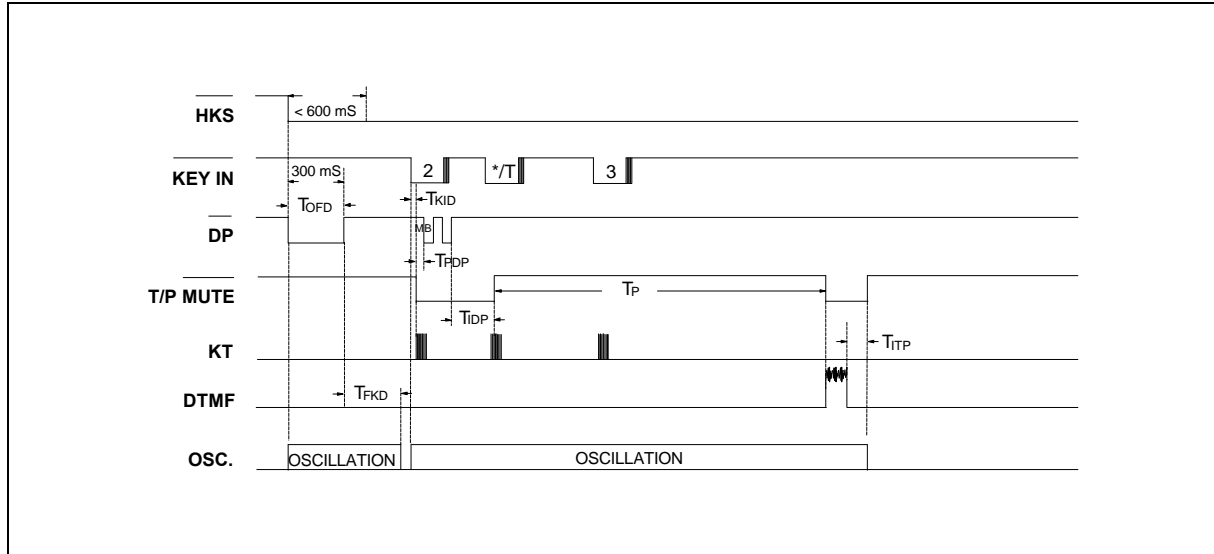 HKS
< 600 mS
KEY IN
2
*/T
3
300 mS
TOFD
TKID
DP
MB
TPDP
T/P MUTE
TP
TIDP
KT
TITP
DTMF
TFKD
OSC.
OSCILLATION
OSCILLATION